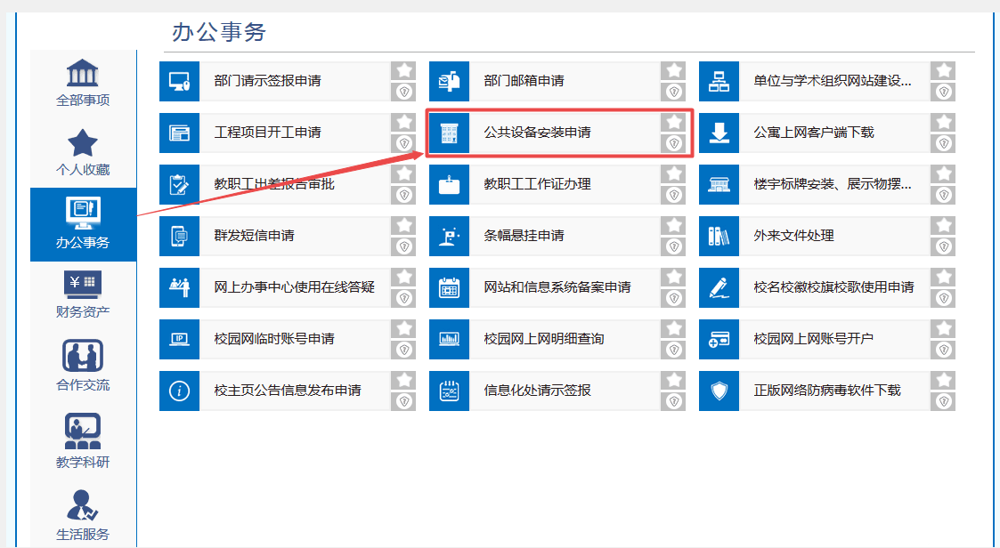 办公事务
全部事项
个人收藏
办公事务
财务资产
合作交流
教学科研
生活服务
部门请示签报申请
部门邮箱申请
单位与学术组织网站建设...
工程项目开工申请
公共设备安装申请
公寓上网客户端下载
教职工出差报告审批
教职工工作证办理
楼宇标牌安装、展示物摆...
群发短信申请
条幅悬挂申请
外来文件处理
网上办事中心使用在线答疑
网站和信息系统备案申请
校名校徽校旗校歌使用申请
校园网临时账号申请
校园网上网明细查询
校园网上网账号开户
校主页公告信息发布申请
信息化处请示签报
正版网络防病毒软件下载